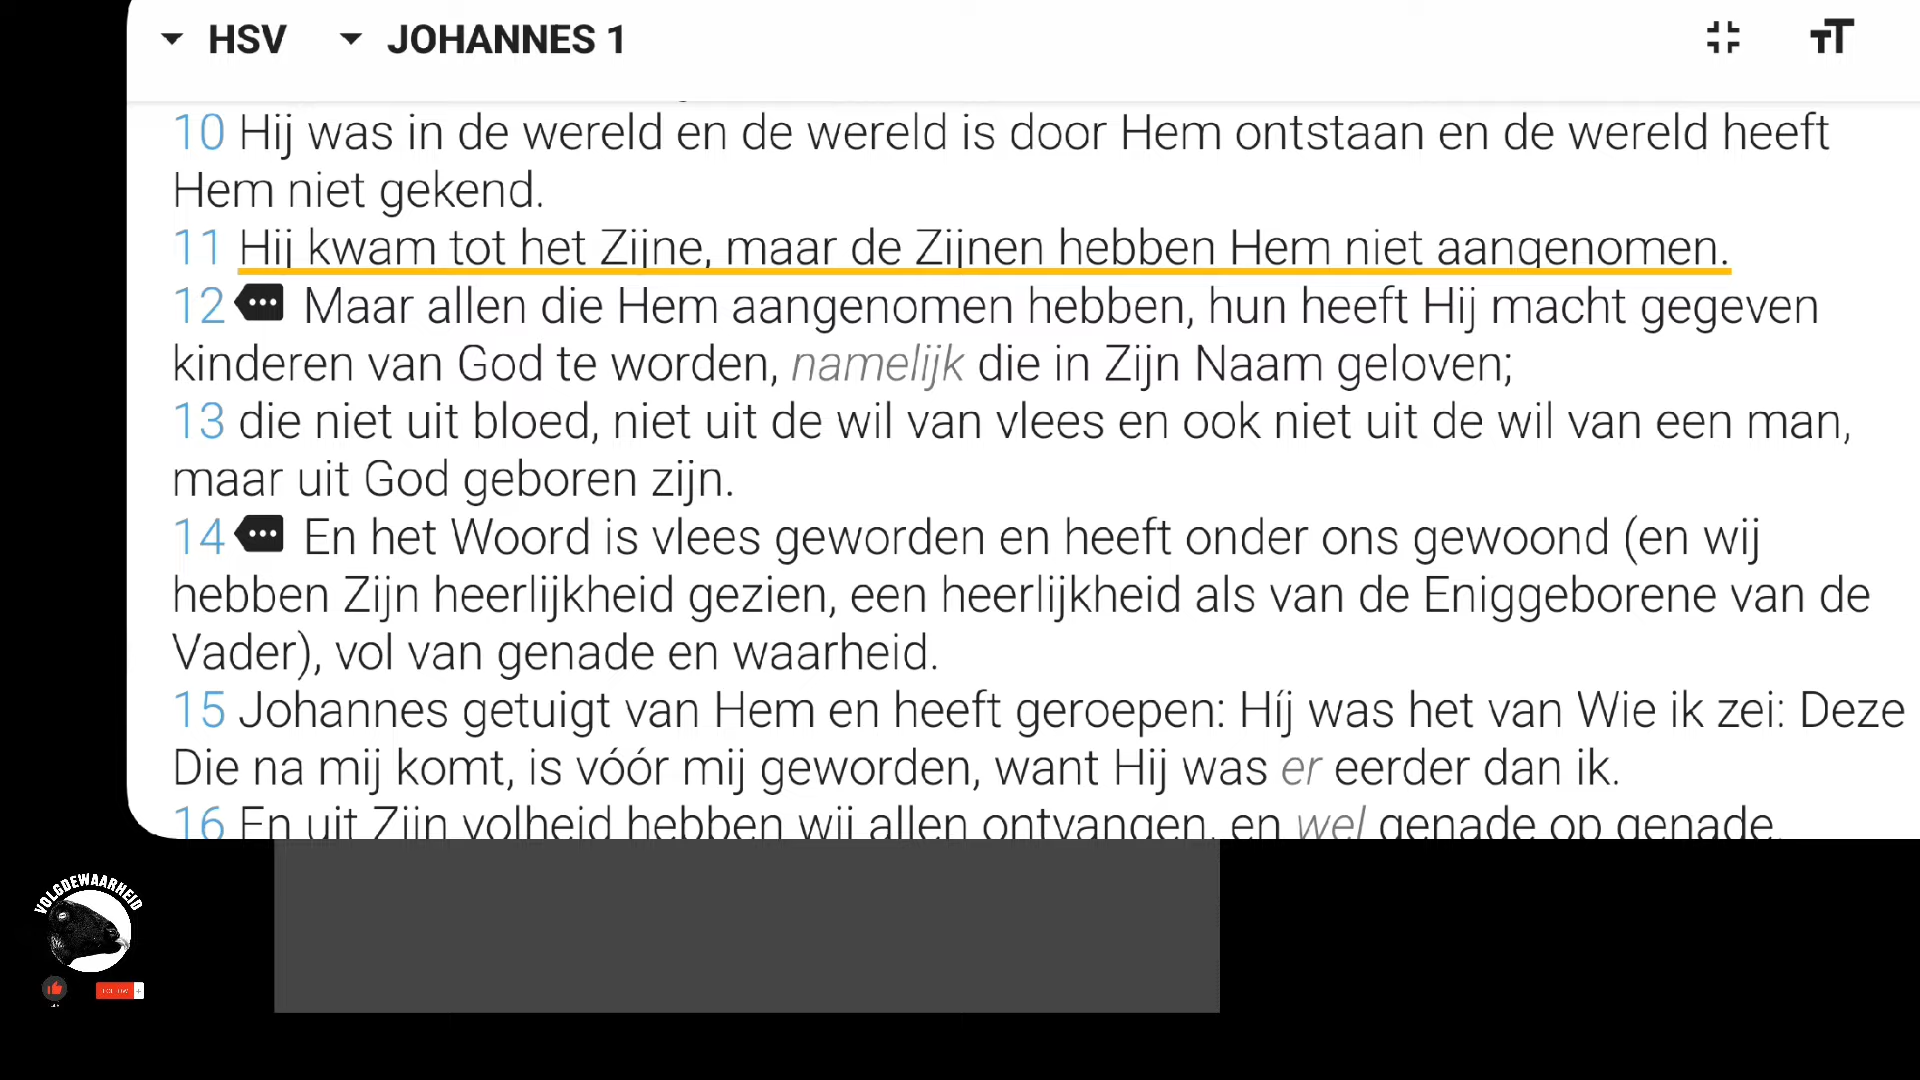 HSV JOHANNES 1
10 Hij was in de wereld en de wereld is door Hem ontstaan en de wereld heeft
Hem niet gekend.
11 Hij kwam tot het Zijne, maar de Zijnen hebben Hem niet aangenomen.
12 Maar allen die Hem aangenomen hebben, hun heeft Hij macht gegeven
kinderen van God te worden, namelijk die in Zijn Naam geloven;
13 die niet uit bloed, niet uit de wil van vlees en ook niet uit de wil van een man,
maar uit God geboren zijn.
14 En het Woord is vlees geworden en heeft onder ons gewoond (en wij
hebben Zijn heerlijkheid gezien, een heerlijkheid als van de Eniggeborene van de
Vader), vol van genade en waarheid.
15 Johannes getuigt van Hem en heeft geroepen: Híj was het van Wie ik zei: Deze
Die na mij komt, is vóór mij geworden, want Hij was er eerder dan ik.
16 En uit Zijn volheid hebben wij allen ontvangen, en wel genade op genade.
VOLGDEWAARHEID
FOLLOW